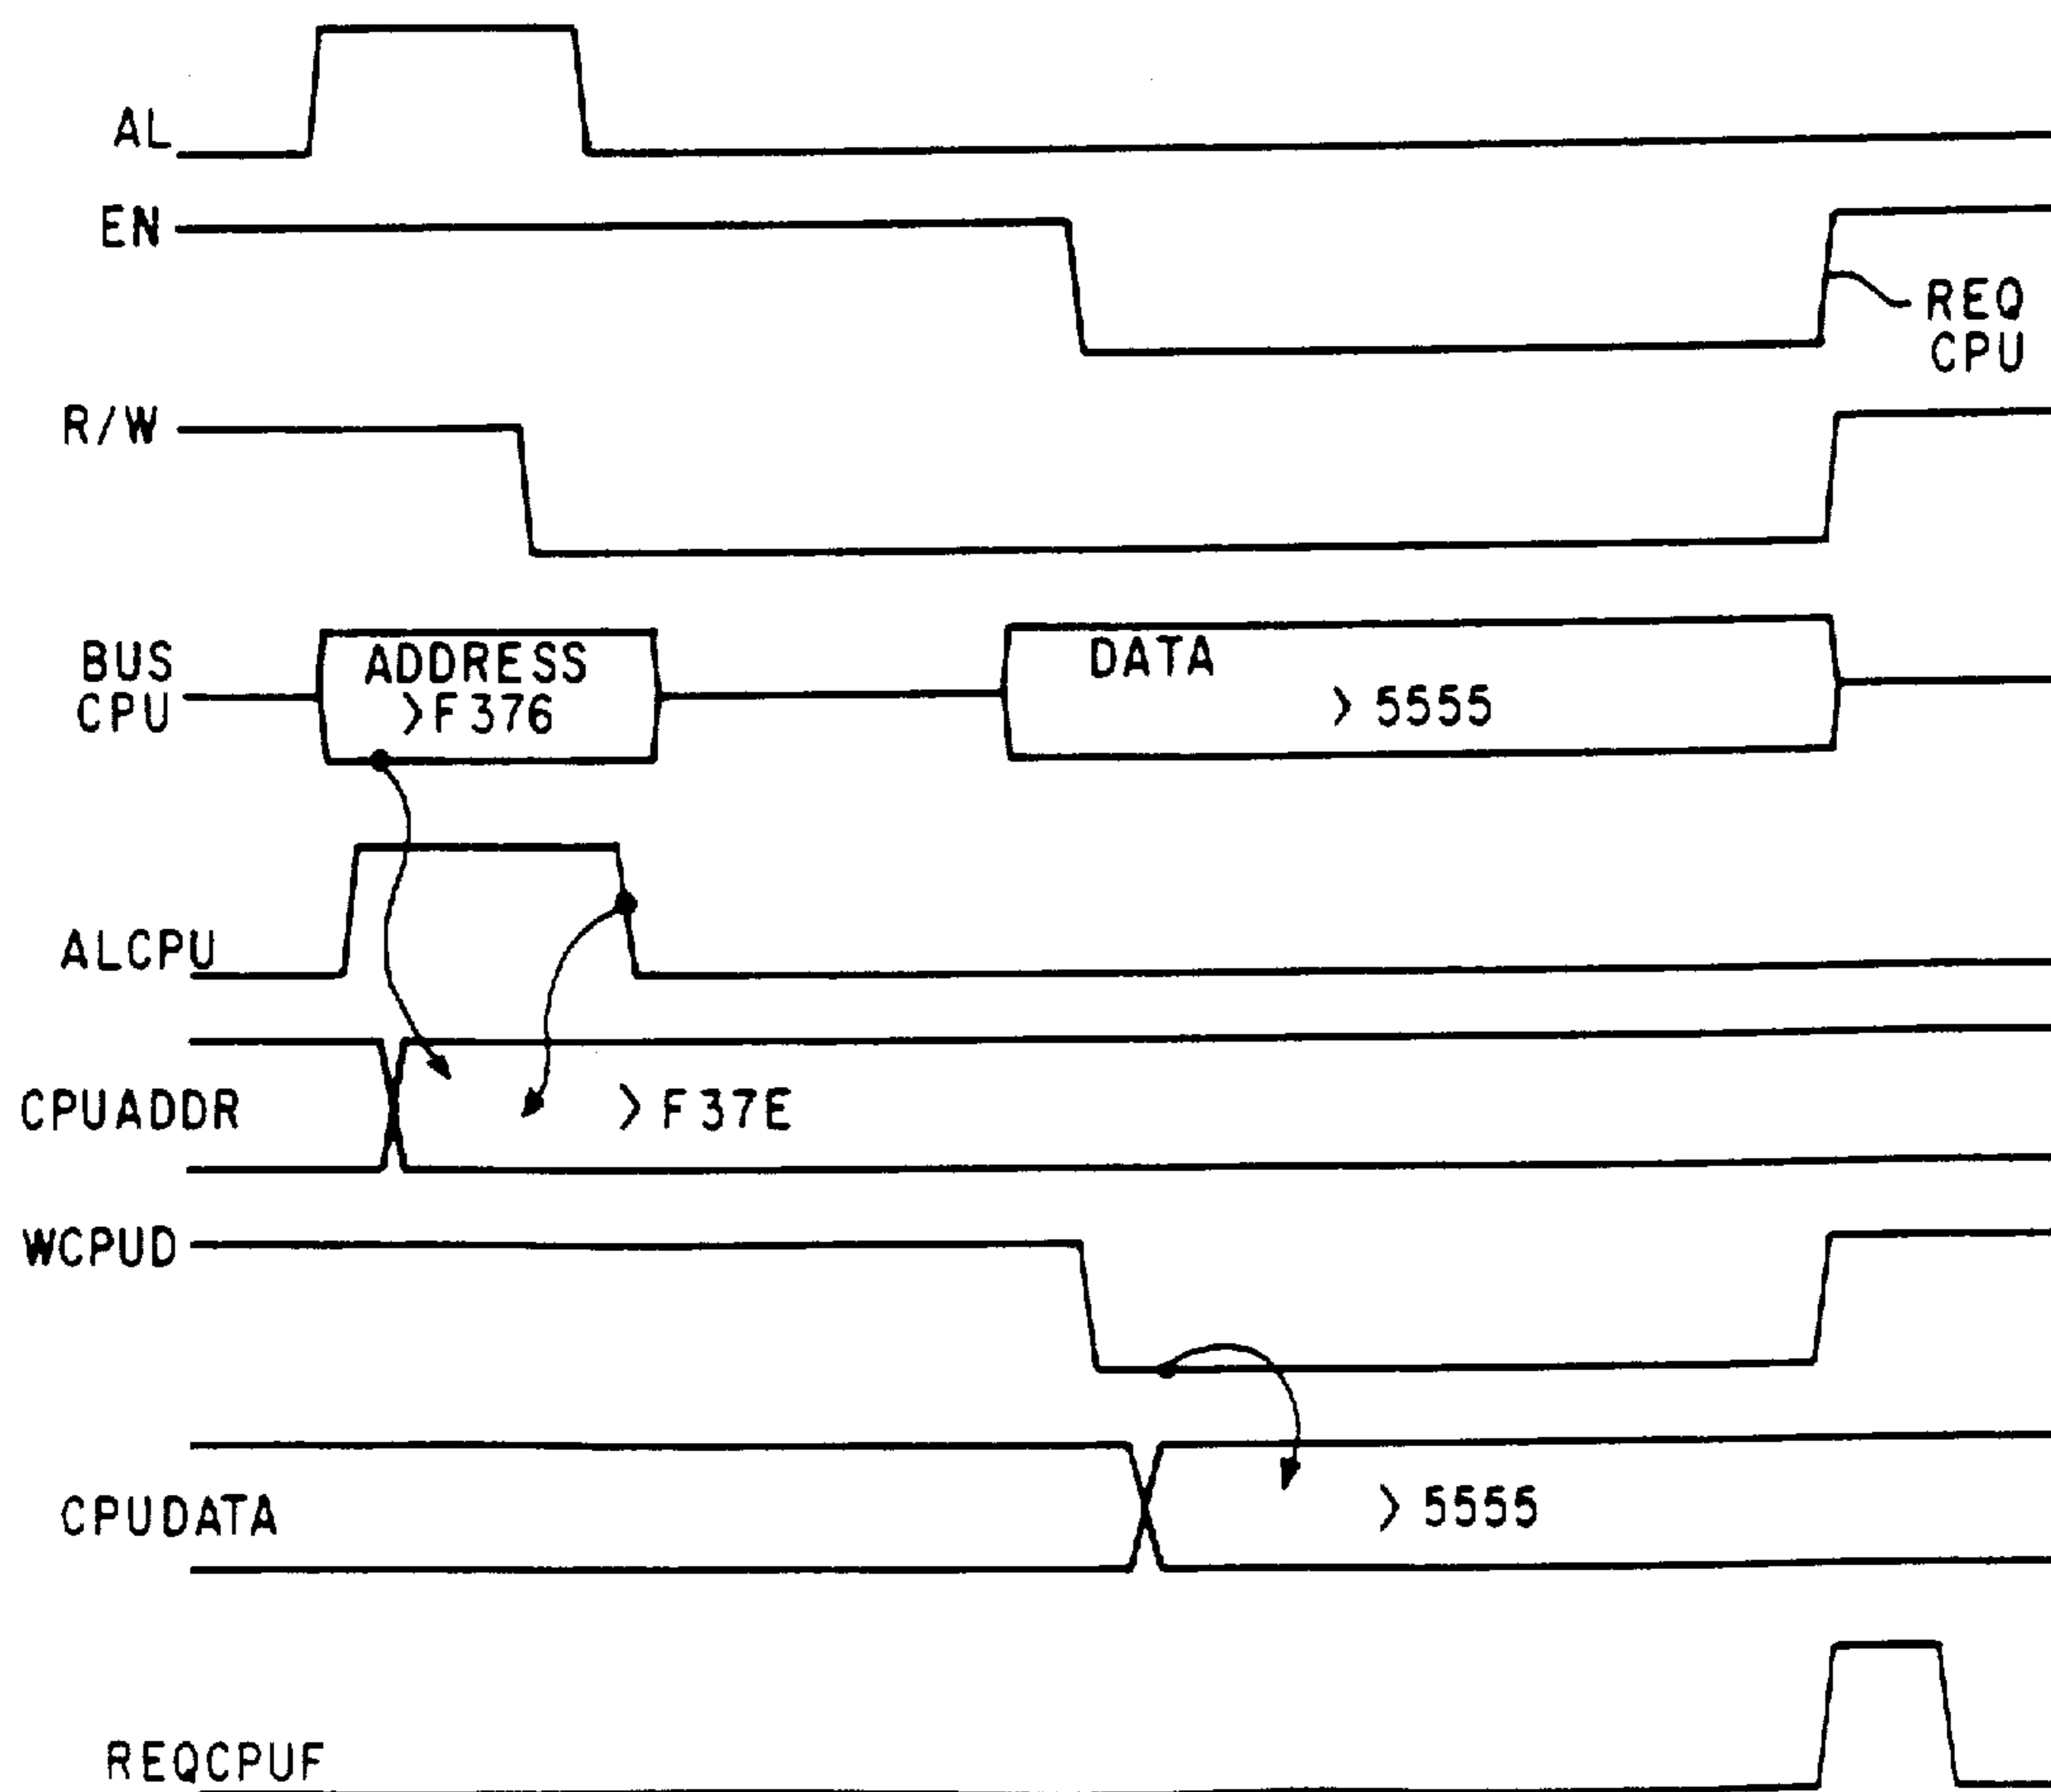 AL
EN
REQ
CPU
R/W
BUS
CPU
ADDRESS
>F376
DATA
> 5555
ALCPU
CPUADDR
>F37E
WCPUD
CPUDATA
> 5555
REQCPUF